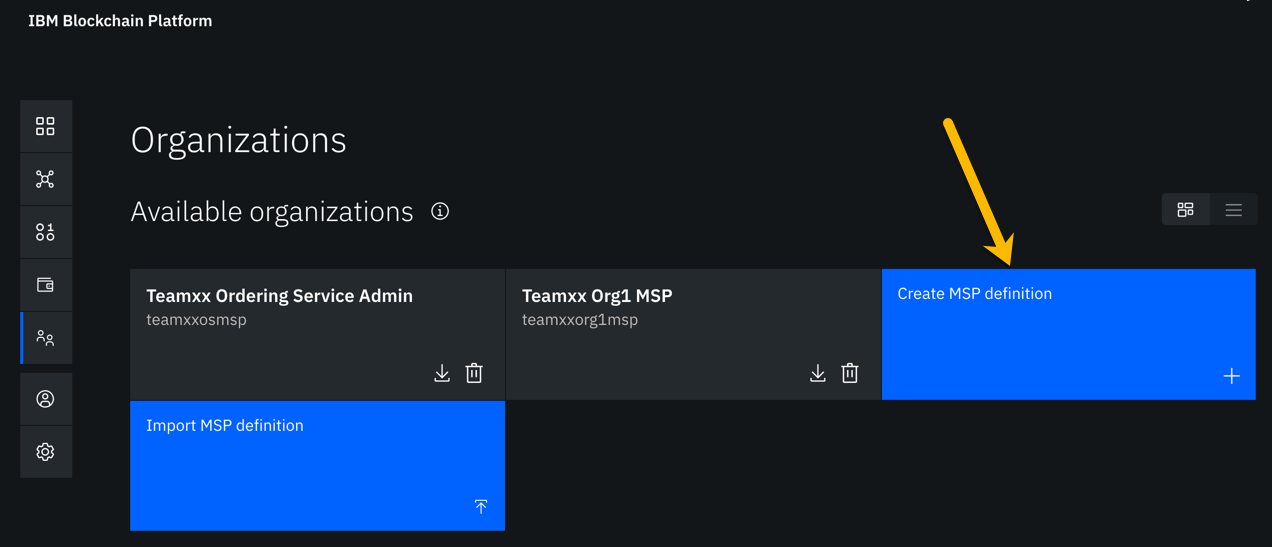 IBM Blockchain Platform
Organizations
Available organizations
Teamxx Ordering Service Admin
teamxxosmsp
Teamxx Org1 MSP
teamxxorg1msp
Create MSP definition
Import MSP definition